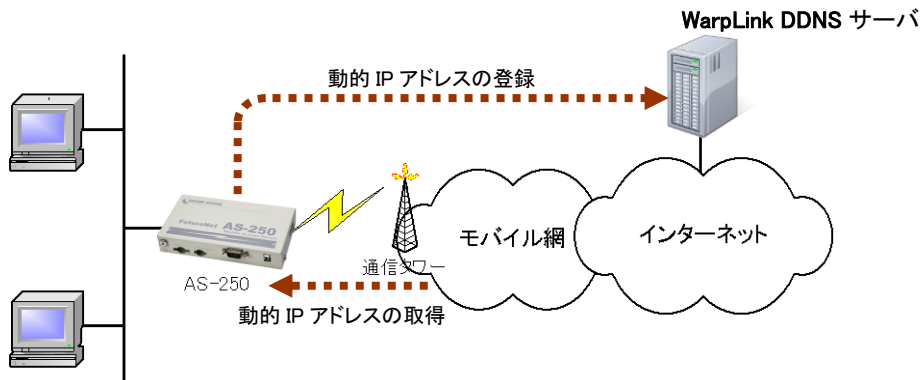 WarpLink DDNS サーバ
動的 IP アドレスの登録
FutureNet AS-250
モバイル網
インターネット
通信タワー
AS-250
動的 IP アドレスの取得